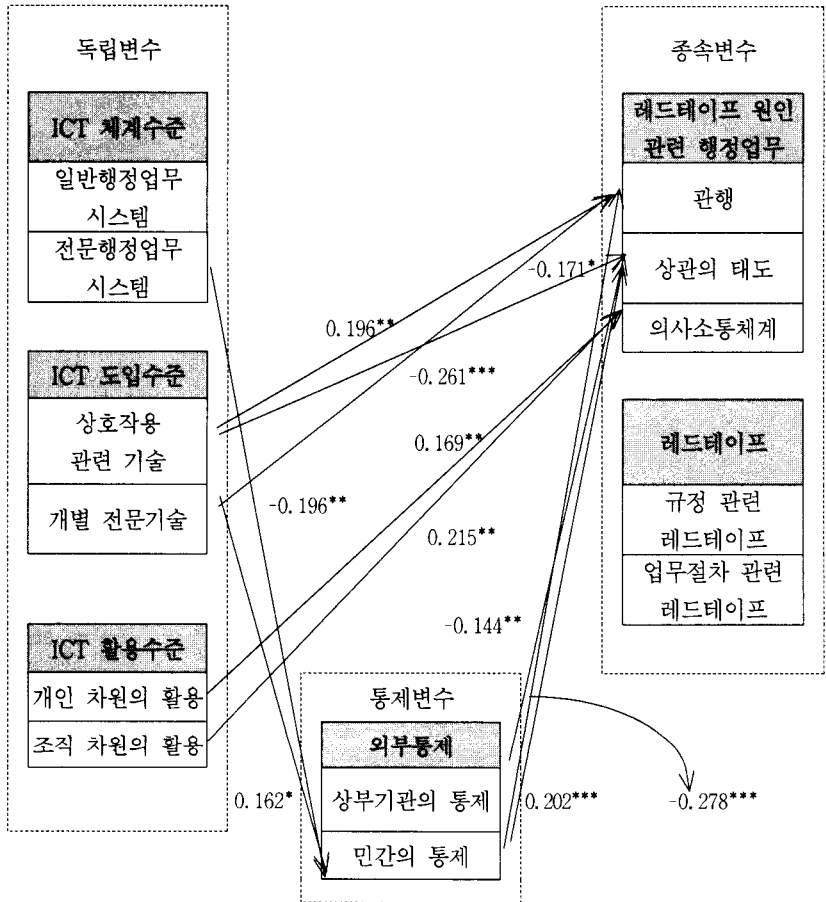 독립변수
ICT 체계수준
일반행정업무
시스템
전문행정업무
시스템
ICT 도입수준
상호작용
관련 기술
개별 전문기술
ICT 활용수준
개인 차원의 활용
조직 차원의 활용
0.196**
-0.171*
-0.261***
0.169**
-0.196**
0.215**
-0.144**
0.162*
0.202***
-0.278***
통제변수
외부통제
상부기관의 통제
민간의 통제
종속변수
레드테이프 원인
관련 행정업무
관행
상관의 태도
의사소통체계
레드테이프
규정 관련
레드테이프
업무절차 관련
레드테이프